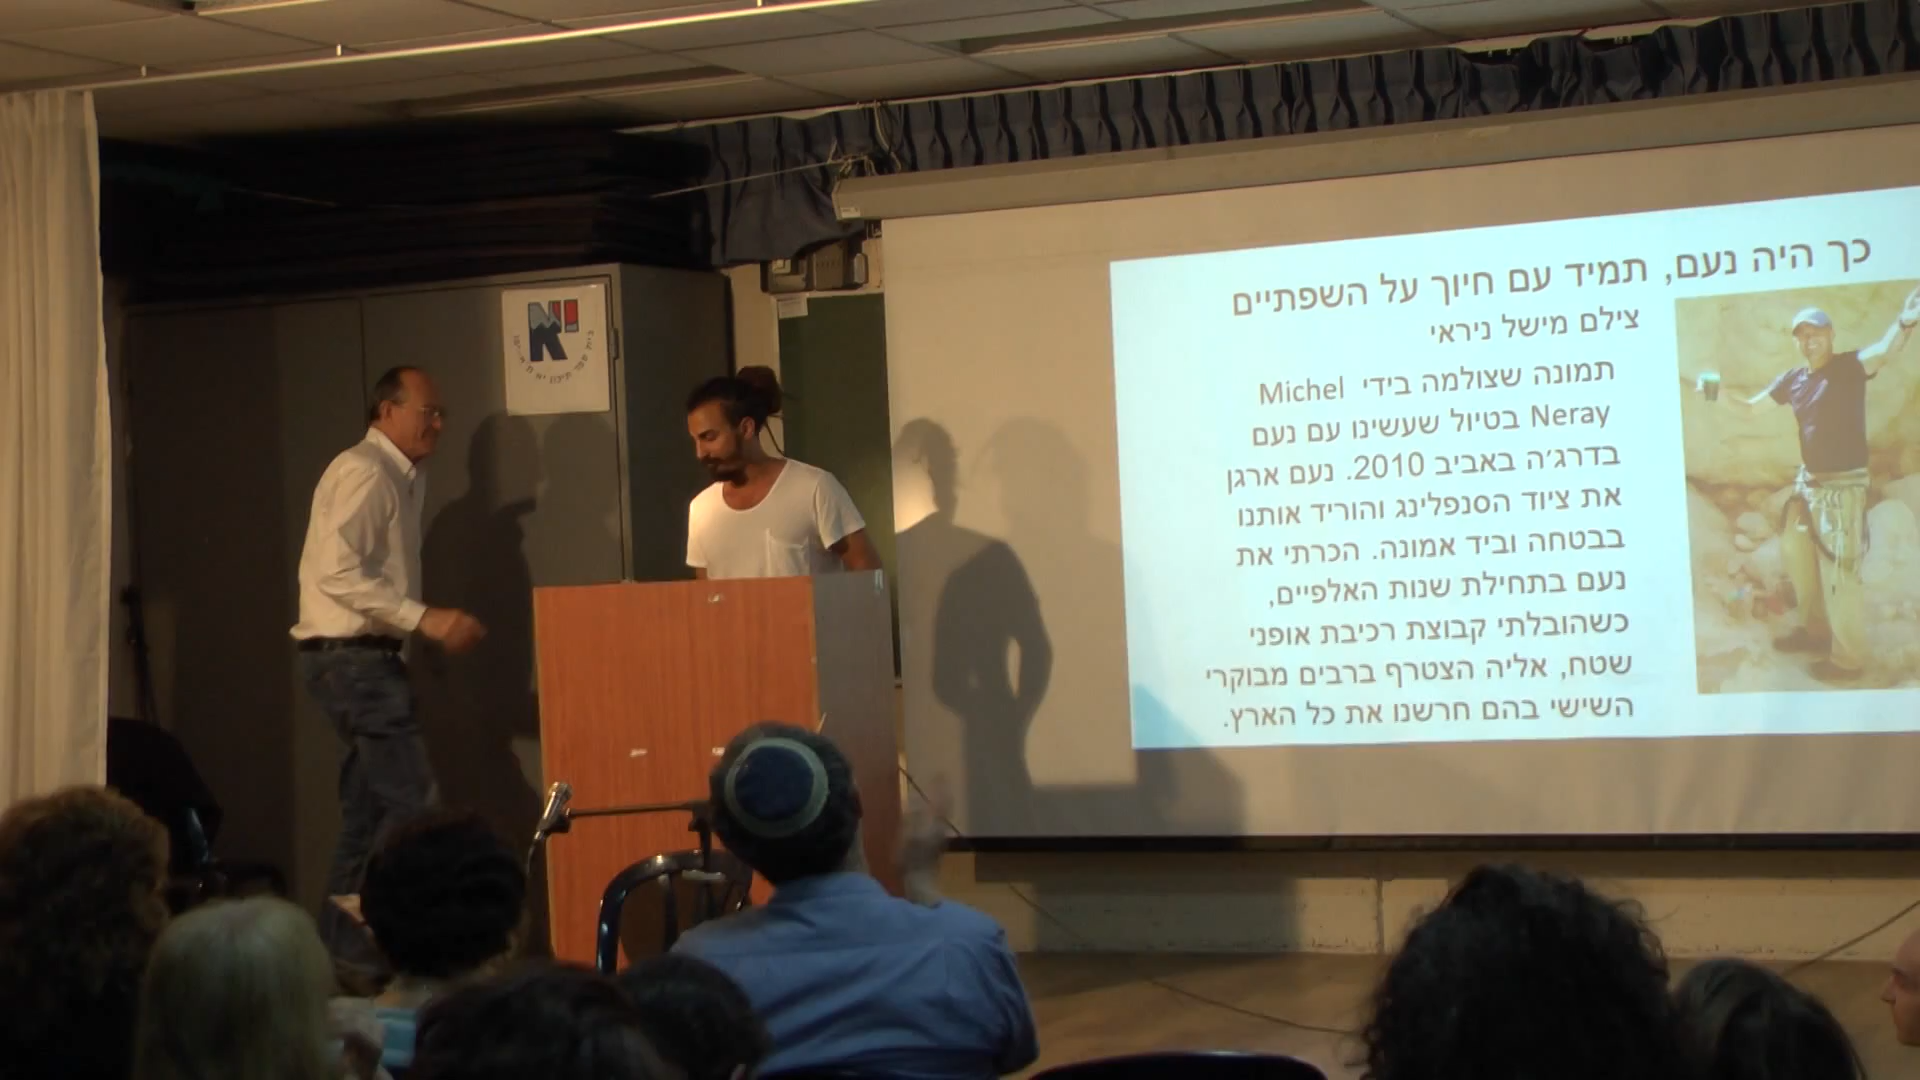 כך היה נעם, תמיד עם חיוך על השפתיים
צילם מישל ניראי
תמונה שצולמה בידי Michel
Neray בטיול שעשינו עם נעם
בדרג'ה באביב 2010. נעם ארגן
את ציוד הסנפלינג והוריד אותנו
בבטחה וביד אמונה. הכרתי את
נעם בתחילת שנות האלפיים,
כשהובלתי קבוצת רכיבת אופני
שטח, אליה הצטרף ברבים מבוקרי
השישי בהם חרשנו את כל הארץ.